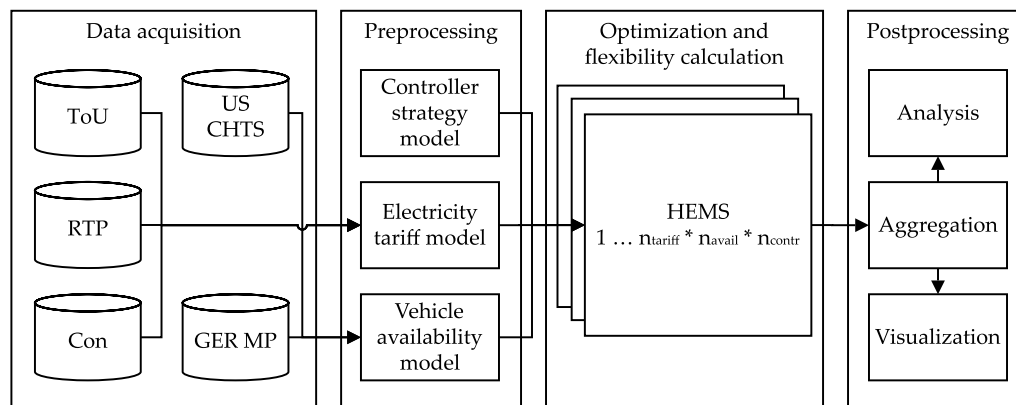 Data acquisition
ToU
US
CHTS
RTP
Con
GER MP
Preprocessing
Controller
strategy
model
Electricity
tariff model
Vehicle
availability
model
Optimization and
flexibility calculation
HEMS
1 … ntariff * navail * ncontr
Postprocessing
Analysis
Aggregation
Visualization